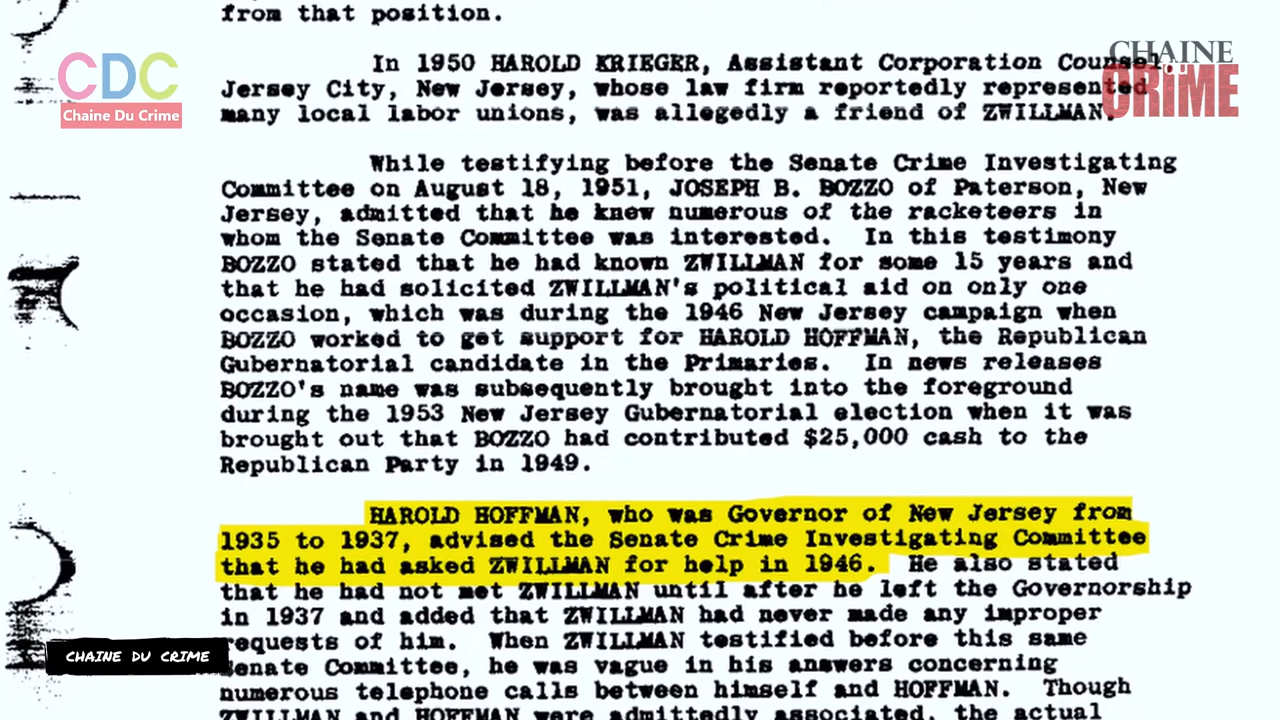 from that position.
CDC
Chaine Du Crime
CHAINE
du
CRIME
In 1950 HAROLD KRIEGER, Assistant Corporation Counsel
Jersey City, New Jersey, whose law firm reportedly represented
many local labor unions, was allegedly a friend of ZWILLMAN.
While testifying before the Senate Crime Investigating
Committee on August 18, 1951, JOSEPH B. BOZZO of Paterson, New
Jersey, admitted that he knew numerous of the racketeers in
whom the Senate Committee was interested. In this testimony
BOZZO stated that he had known ZWILLMAN for some 15 years and
that he had solicited ZWILLMAN's political aid on only one
occasion, which was during the 1946 New Jersey campaign when
BOZZO worked to get support for HAROLD HOFFMAN, the Republican
Gubernatorial candidate in the Primaries. In news releases
BOZZO's name was subsequently brought into the foreground
during the 1953 New Jersey Gubernatorial election when it was
brought out that BOZZO had contributed $25,000 cash to the
Republican Party in 1949.
HAROLD HOFFMAN, who was Governor of New Jersey from
1935 to 1937, advised the Senate Crime Investigating Committee
that he had asked ZWILLMAN for help in 1946. He also stated
that he had not met ZWILLMAN until after he left the Governorship
in 1937 and added that ZWILLMAN had never made any improper
requests of him. When ZWILLMAN testified before this same
Senate Committee, he was vague in his answers concerning
numerous telephone calls between himself and HOFFMAN. Though
ZWILLMAN and HOFFMAN were admittedly associated, the actual
CHAINE DU CRIME